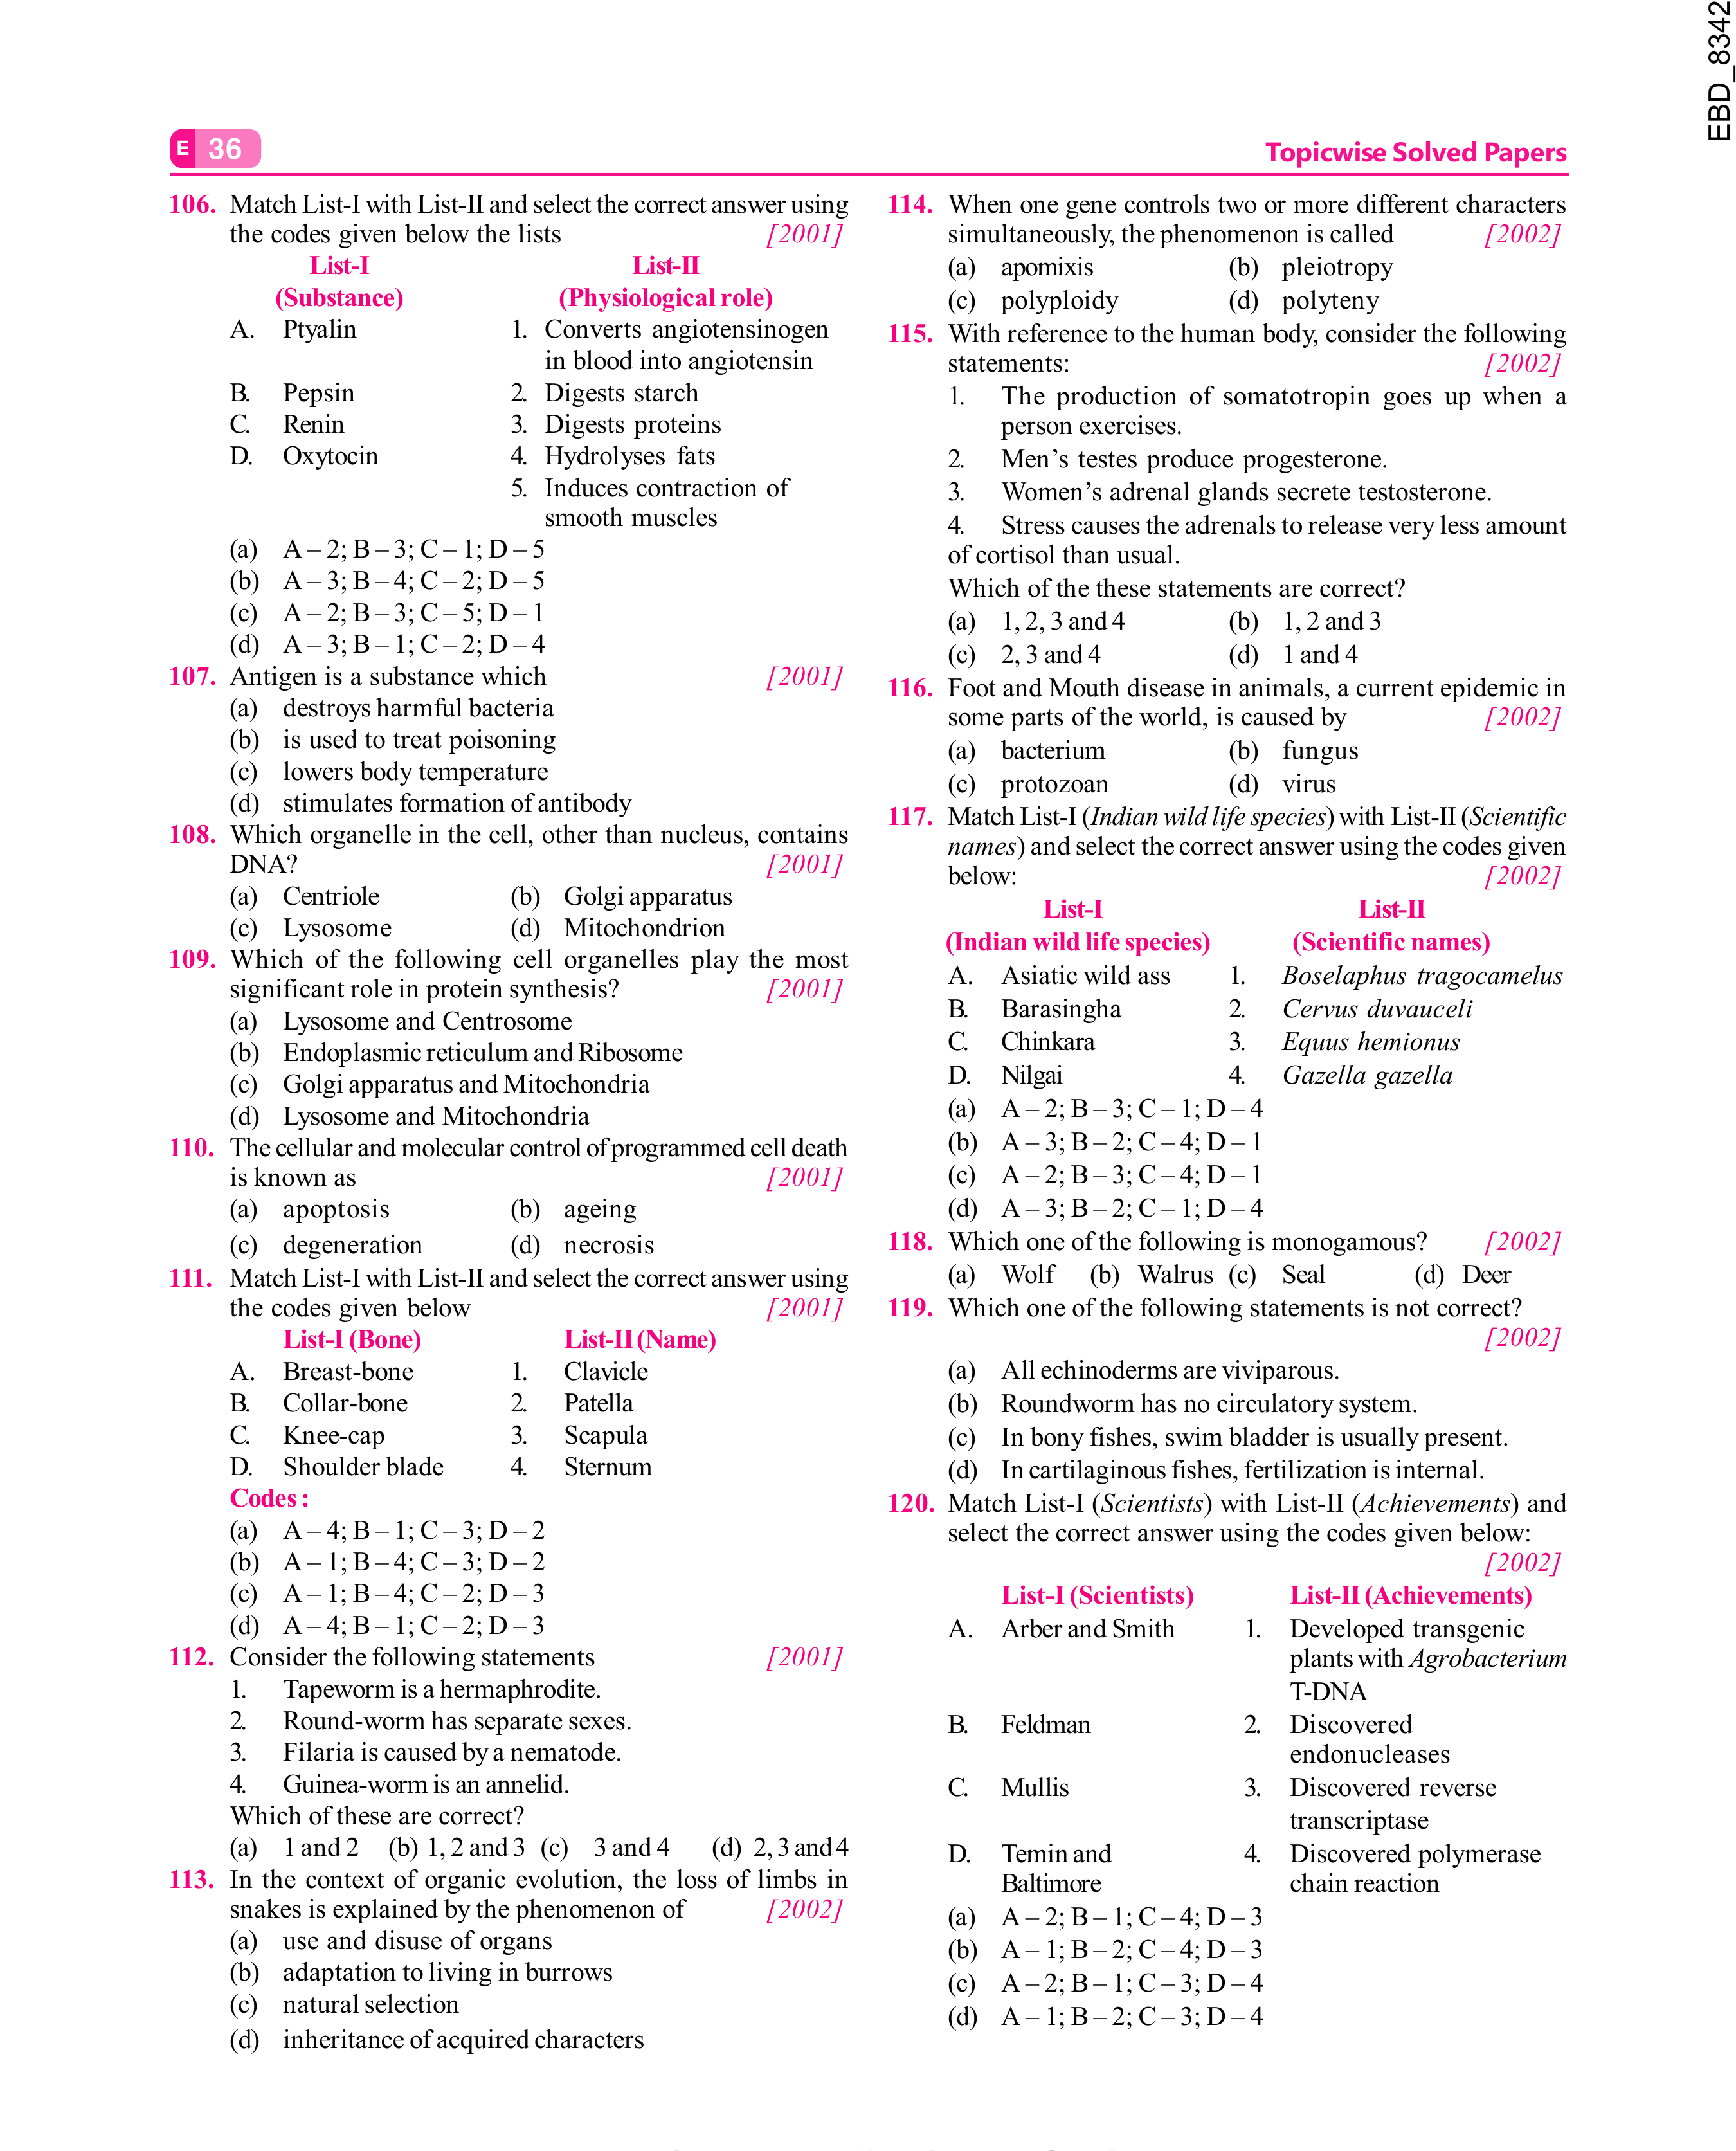 EBD_8342
E 36
Topicwise Solved Papers
106. Match List-I with List-II and select the correct answer using
the codes given below the lists [2001]
List-I List-II
(Substance) (Physiological role)
A. Ptyalin 1. Converts angiotensinogen
in blood into angiotensin
B. Pepsin 2. Digests starch
C. Renin 3. Digests proteins
D. Oxytocin 4. Hydrolyses fats
5. Induces contraction of
smooth muscles
(a) A – 2; B – 3; C – 1; D – 5
(b) A – 3; B – 4; C – 2; D – 5
(c) A – 2; B – 3; C – 5; D – 1
(d) A – 3; B – 1; C – 2; D – 4
107. Antigen is a substance which [2001]
(a) destroys harmful bacteria
(b) is used to treat poisoning
(c) lowers body temperature
(d) stimulates formation of antibody
108. Which organelle in the cell, other than nucleus, contains
DNA? [2001]
(a) Centriole (b) Golgi apparatus
(c) Lysosome (d) Mitochondrion
109. Which of the following cell organelles play the most
significant role in protein synthesis? [2001]
(a) Lysosome and Centrosome
(b) Endoplasmic reticulum and Ribosome
(c) Golgi apparatus and Mitochondria
(d) Lysosome and Mitochondria
110. The cellular and molecular control of programmed cell death
is known as [2001]
(a) apoptosis (b) ageing
(c) degeneration (d) necrosis
111. Match List-I with List-II and select the correct answer using
the codes given below [2001]
List-I (Bone) List-II (Name)
A. Breast-bone 1. Clavicle
B. Collar-bone 2. Patella
C. Knee-cap 3. Scapula
D. Shoulder blade 4. Sternum
Codes :
(a) A – 4; B – 1; C – 3; D – 2
(b) A – 1; B – 4; C – 3; D – 2
(c) A – 1; B – 4; C – 2; D – 3
(d) A – 4; B – 1; C – 2; D – 3
112. Consider the following statements [2001]
1. Tapeworm is a hermaphrodite.
2. Round-worm has separate sexes.
3. Filaria is caused by a nematode.
4. Guinea-worm is an annelid.
Which of these are correct?
(a) 1 and 2 (b) 1, 2 and 3 (c) 3 and 4 (d) 2, 3 and 4
113. In the context of organic evolution, the loss of limbs in
snakes is explained by the phenomenon of [2002]
(a) use and disuse of organs
(b) adaptation to living in burrows
(c) natural selection
(d) inheritance of acquired characters
114. When one gene controls two or more different characters
simultaneously, the phenomenon is called [2002]
(a) apomixis (b) pleiotropy
(c) polyploidy (d) polyteny
115. With reference to the human body, consider the following
statements: [2002]
1. The production of somatotropin goes up when a
person exercises.
2. Men's testes produce progesterone.
3. Women's adrenal glands secrete testosterone.
4. Stress causes the adrenals to release very less amount
of cortisol than usual.
Which of the these statements are correct?
(a) 1, 2, 3 and 4 (b) 1, 2 and 3
(c) 2, 3 and 4 (d) 1 and 4
116. Foot and Mouth disease in animals, a current epidemic in
some parts of the world, is caused by [2002]
(a) bacterium (b) fungus
(c) protozoan (d) virus
117. Match List-I (Indian wild life species) with List-II (Scientific
names) and select the correct answer using the codes given
below: [2002]
List-I List-II
(Indian wild life species) (Scientific names)
A. Asiatic wild ass 1. Boselaphus tragocamelus
B. Barasingha 2. Cervus duvauceli
C. Chinkara 3. Equus hemionus
D. Nilgai 4. Gazella gazella
(a) A – 2; B – 3; C – 1; D – 4
(b) A – 3; B – 2; C – 4; D – 1
(c) A – 2; B – 3; C – 4; D – 1
(d) A – 3; B – 2; C – 1; D – 4
118. Which one of the following is monogamous? [2002]
(a) Wolf (b) Walrus (c) Seal (d) Deer
119. Which one of the following statements is not correct?
[2002]
(a) All echinoderms are viviparous.
(b) Roundworm has no circulatory system.
(c) In bony fishes, swim bladder is usually present.
(d) In cartilaginous fishes, fertilization is internal.
120. Match List-I (Scientists) with List-II (Achievements) and
select the correct answer using the codes given below:
[2002]
List-I (Scientists) List-II (Achievements)
A. Arber and Smith 1. Developed transgenic
plants with Agrobacterium
T-DNA
B. Feldman 2. Discovered
endonucleases
C. Mullis 3. Discovered reverse
transcriptase
D. Temin and 4. Discovered polymerase
Baltimore chain reaction
(a) A – 2; B – 1; C – 4; D – 3
(b) A – 1; B – 2; C – 4; D – 3
(c) A – 2; B – 1; C – 3; D – 4
(d) A – 1; B – 2; C – 3; D – 4